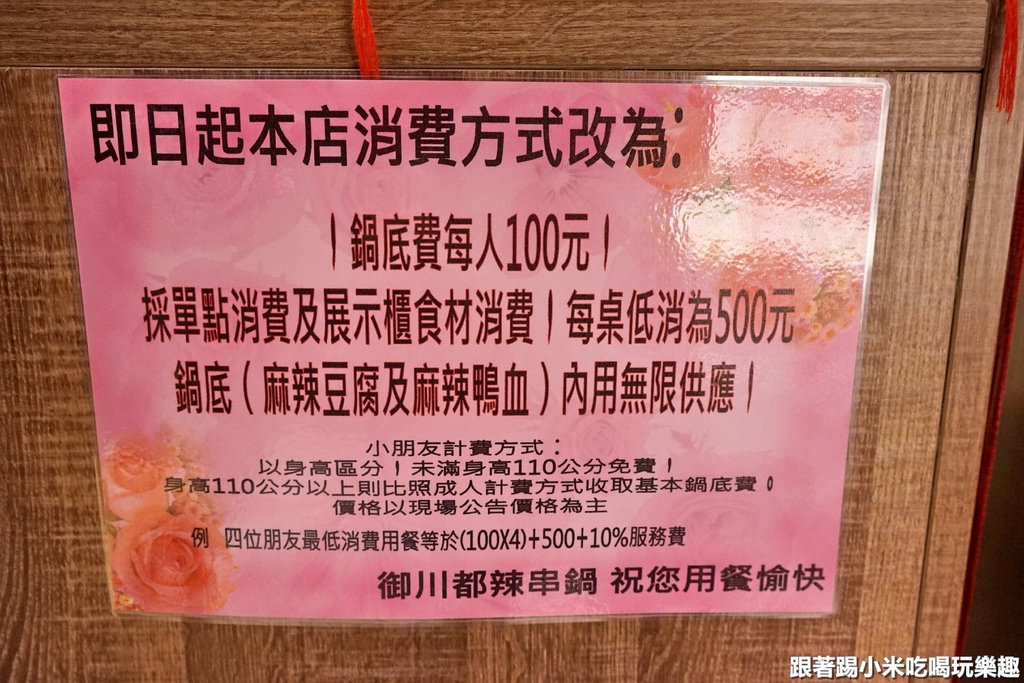 即日起本店消費方式改為:
!鍋底費每人100元!
採單點消費及展示櫃食材消費!每桌低消為500元
鍋底(麻辣豆腐及麻辣鴨血)內用無限供應!
小朋友計費方式:
以身高區分!未滿身高110公分免費!
身高110公分以上則比照成人計費方式收取基本鍋底費。
價格以現場公告價格為主
例 四位朋友最低消費用餐等於(100X4)+500+10%服務費
御川都辣串鍋 祝您用餐愉快
跟著踢小米吃喝玩樂趣